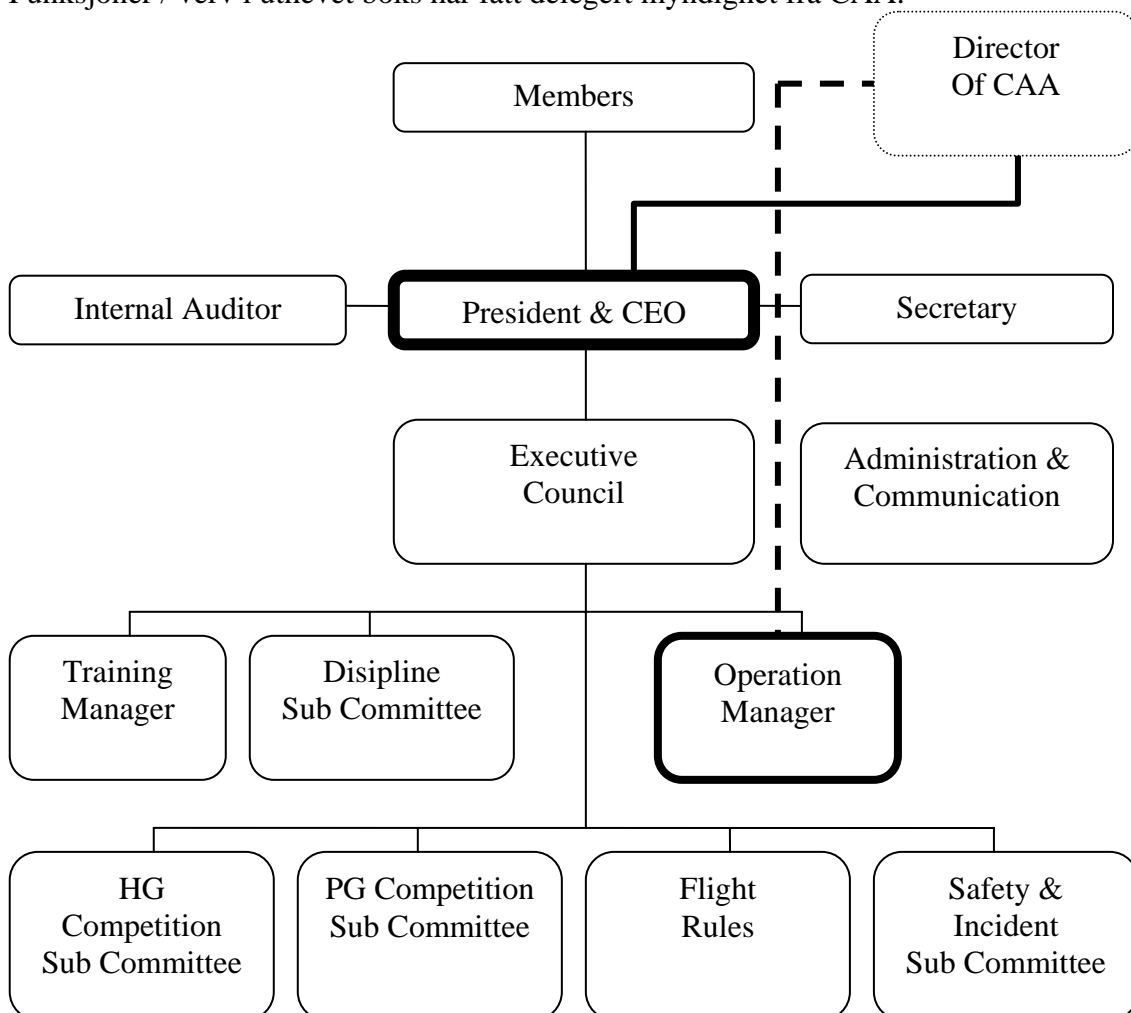 Funksjoner / verv i uthevet boks har fått delegert myndighet fra CAA.
Director
Of CAA
Members
Internal Auditor
President & CEO
Secretary
Executive
Council
Administration &
Communication
Training
Manager
Disipline
Sub Committee
Operation
Manager
HG
Competition
Sub Committee
PG Competition
Sub Committee
Flight
Rules
Safety &
Incident
Sub Committee